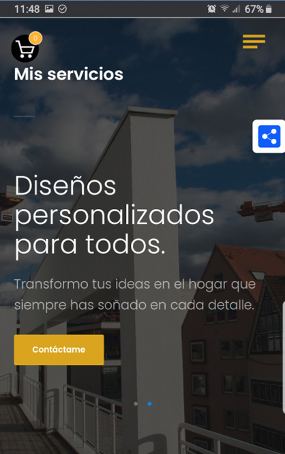 11:48 67%
0
Mis servicios
Diseños
personalizados
para todos.
Transformo tus ideas en el hogar que
siempre has soñado en cada detalle.
Contáctame